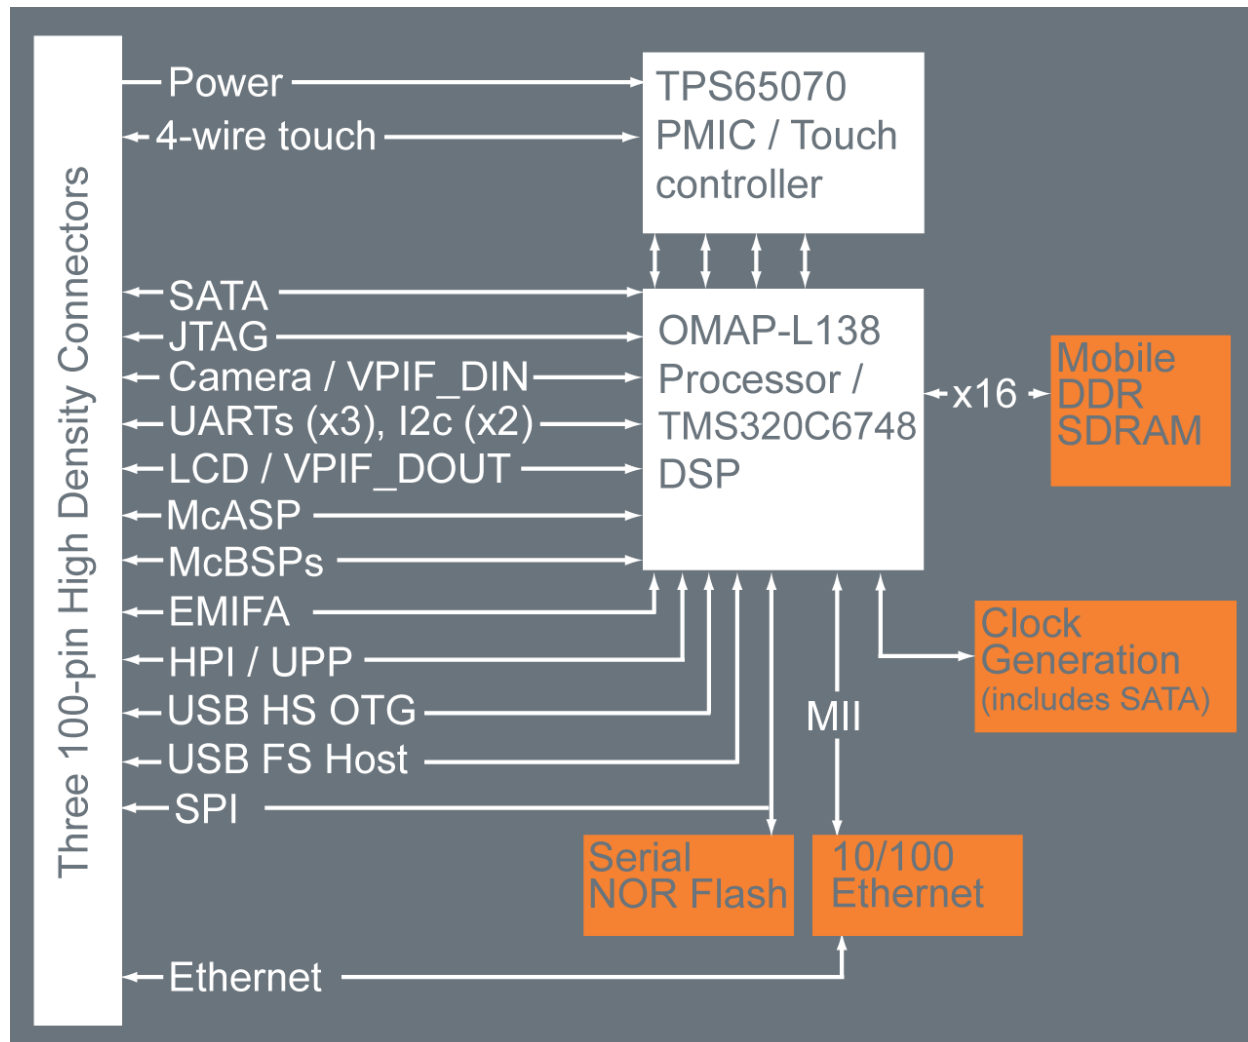 Three 100-pin High Density Connectors
Power
4-wire touch
TPS65070
PMIC / Touch
controller
SATA
JTAG
Camera / VPIF_DIN
UARTs (x3), I2c (x2)
LCD / VPIF_DOUT
McASP
McBSPs
EMIFA
HPI / UPP
USB HS OTG
USB FS Host
SPI
Ethernet
OMAP-L138
Processor /
TMS320C6748
DSP
x16
Mobile
DDR
SDRAM
Clock
Generation
(includes SATA)
MII
Serial
NOR Flash
10/100
Ethernet